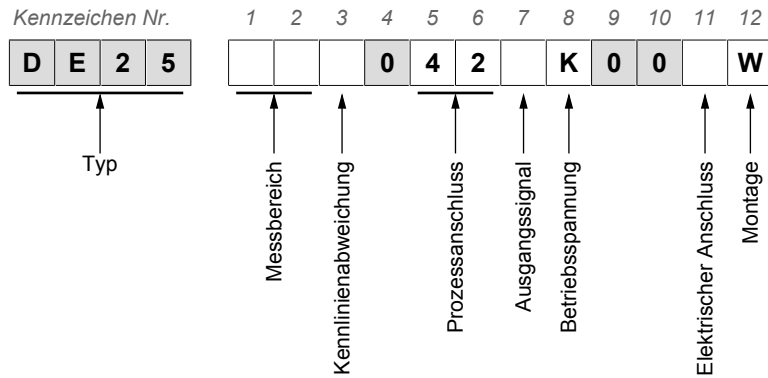 Kennzeichen Nr. 1 2 3 4 5 6 7 8 9 10 11 12
D E 2 5 0 4 2 K 0 0 W
Typ
Messbereich
Kennlinienabweichung
Prozessanschluss
Ausgangssignal
Betriebsspannung
Elektrischer Anschluss
Montage